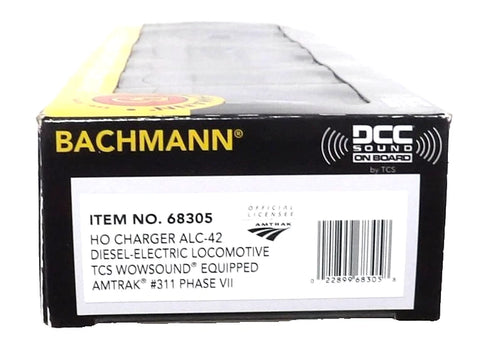 BACHMANN®
DCC
SOUND
ON BOARD
by TCS
ITEM NO. 68305
HO CHARGER ALC-42
DIESEL-ELECTRIC LOCOMOTIVE
TCS WOWSOUND® EQUIPPED
AMTRAK® #311 PHASE VII
OFFICIAL
LICENSEE
AMTRAK
0 22899 68305 8